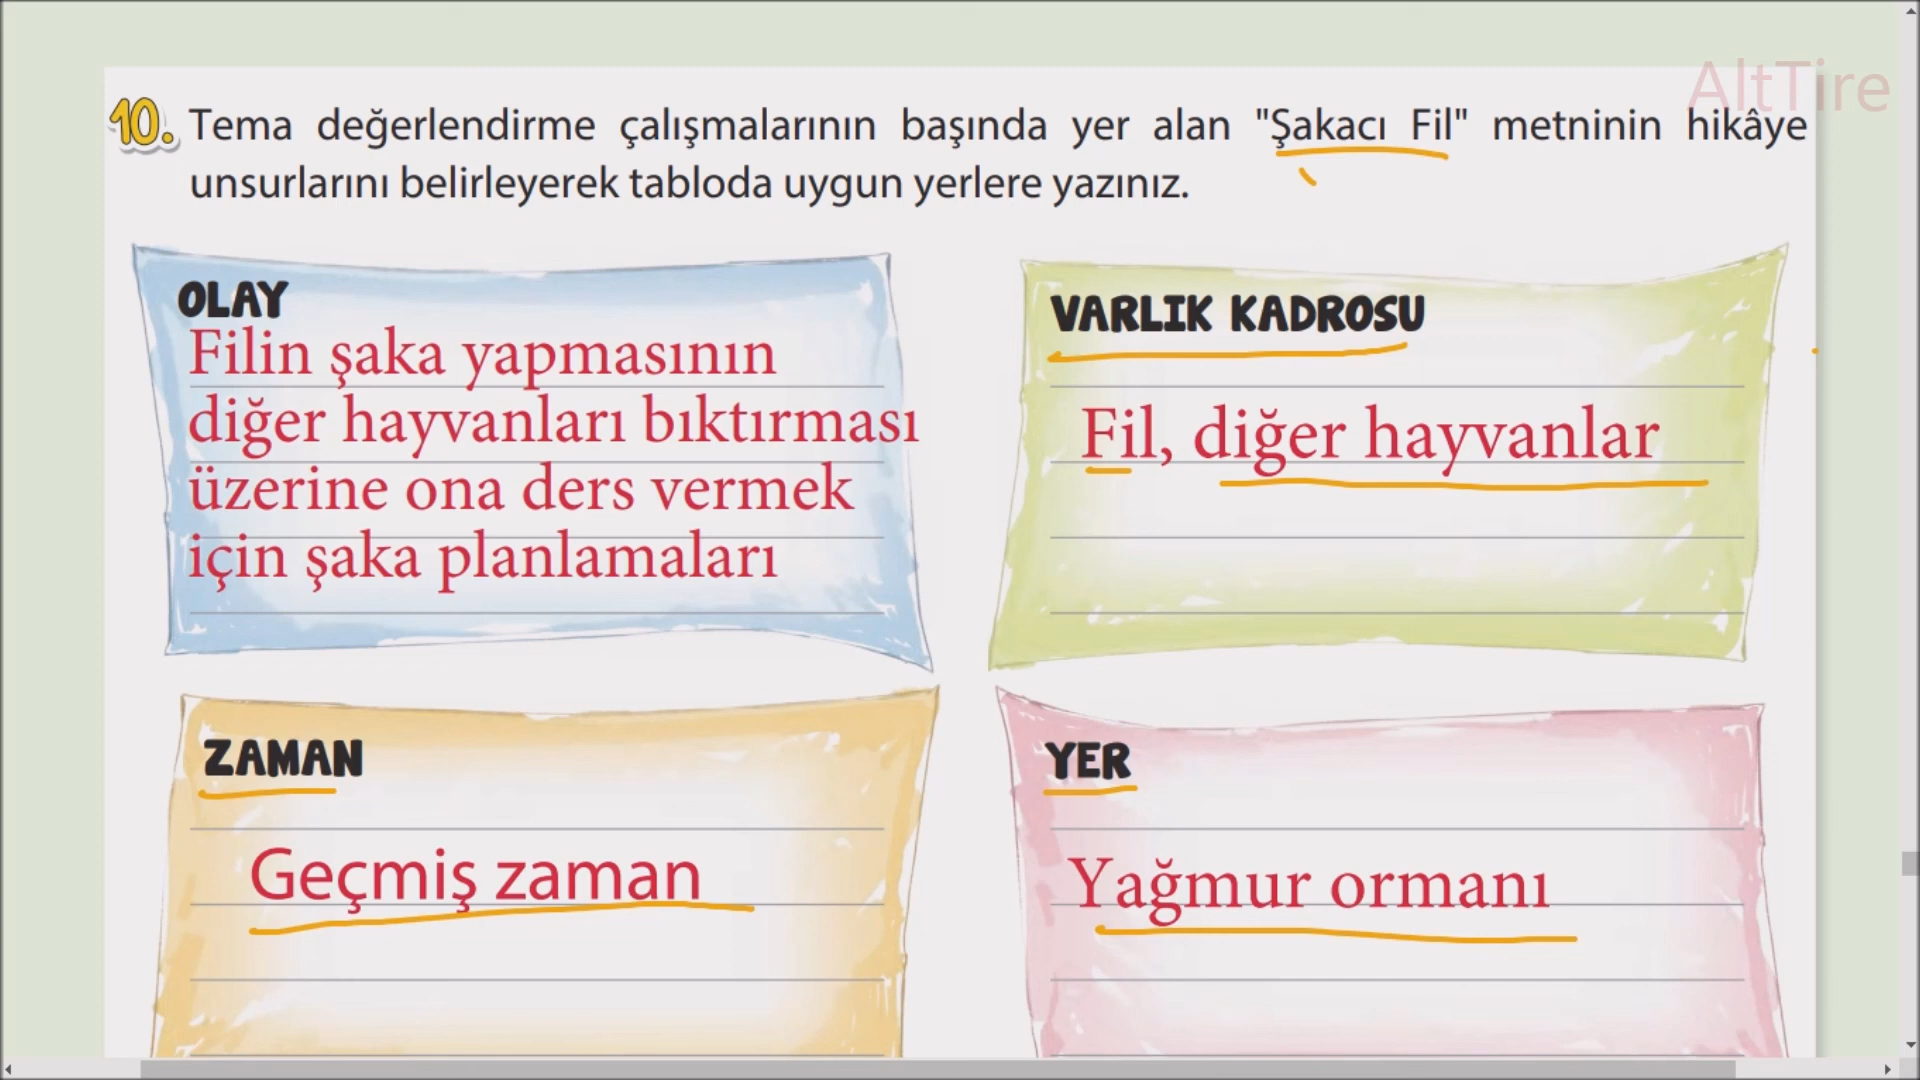 AltTire
10. Tema değerlendirme çalışmalarının başında yer alan "Şakacı Fil" metninin hikâye
unsurlarını belirleyerek tabloda uygun yerlere yazınız.
OLAY
Filin şaka yapmasının
diğer hayvanları bıktırması
üzerine ona ders vermek
için şaka planlamaları
VARLIK KADROSU
Fil, diğer hayvanlar
ZAMAN
Geçmiş zaman
YER
Yağmur ormanı